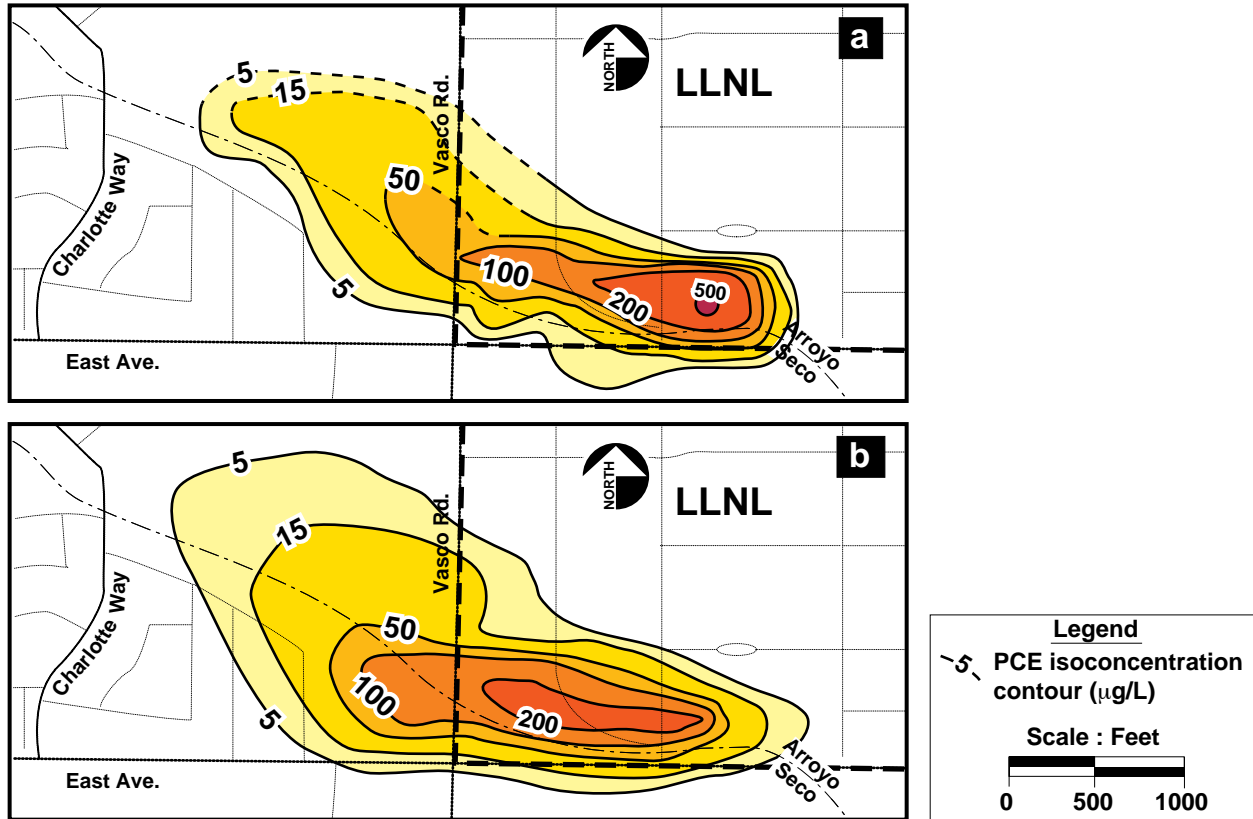 a
NORTH
LLNL
Vasco Rd.
Charlotte Way
5
15
50
100
200
500
5
East Ave.
Arroyo
Seco
b
NORTH
LLNL
Vasco Rd.
Charlotte Way
5
15
50
100
200
5
East Ave.
Arroyo
Seco
Legend
5 PCE isoconcentration
contour (μg/L)
Scale : Feet
0 500 1000